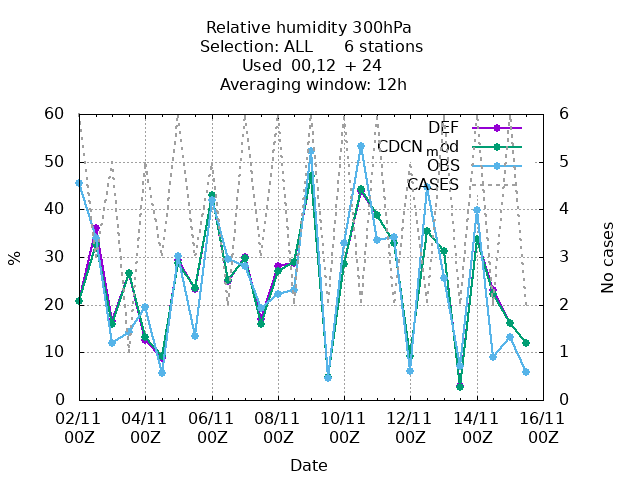 Relative humidity 300hPa
Selection: ALL 6 stations
Used 00,12 + 24
Averaging window: 12h
60 6
DEF
CDCNmod
50 5
OBS
CASES
40 4
%
30 3
No cases
20 2
10 1
0 0
02/11 04/11 06/11 08/11 10/11 12/11 14/11 16/11
00Z 00Z 00Z 00Z 00Z 00Z 00Z 00Z
Date